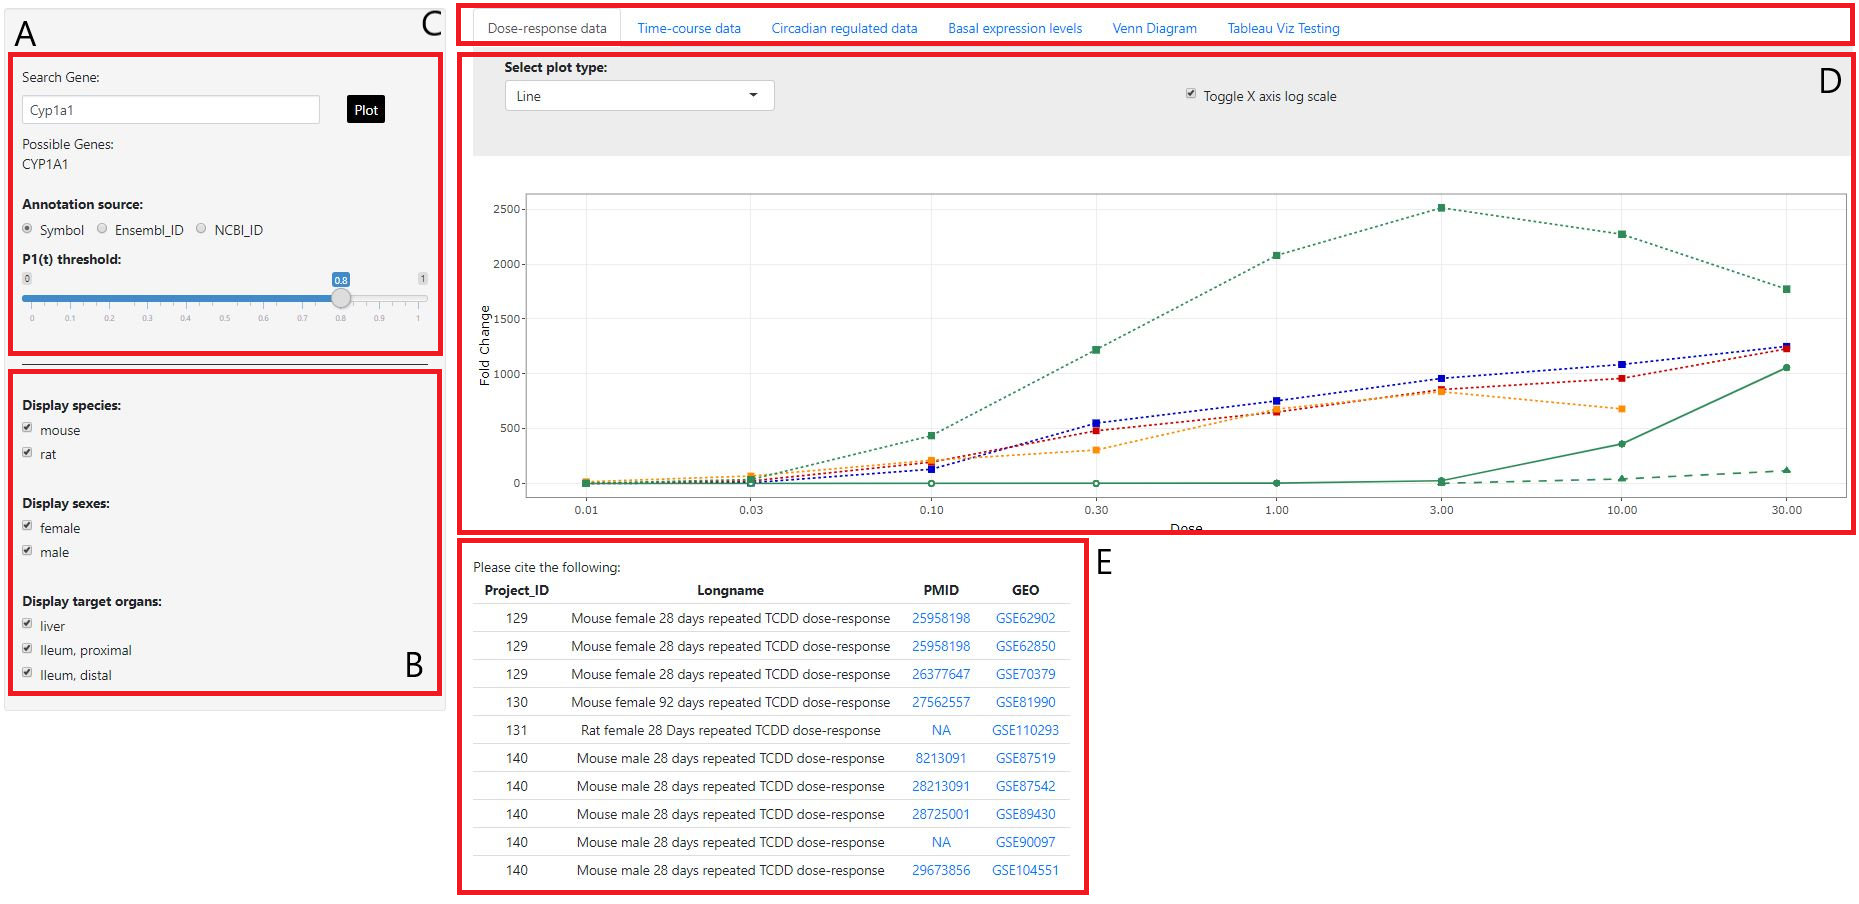 A
C
Search Gene:
Cyp1a1
Plot
Possible Genes:
CYP1A1
Annotation source:
Symbol Ensembl_ID NCBI_ID
P1(t) threshold:
0 0.8 1
0 0.1 0.2 0.3 0.4 0.5 0.6 0.7 0.8 0.9 1
Display species:
mouse
rat
Display sexes:
female
male
Display target organs:
liver
Ileum, proximal
Ileum, distal
B
Dose-response data Time-course data Circadian regulated data Basal expression levels Venn Diagram Tableau Viz Testing
Select plot type:
Line
Toggle X axis log scale
D
Fold Change
2500
2000
1500
1000
500
0
0.01 0.03 0.10 0.30 1.00 3.00 10.00 30.00
Dose
E
Please cite the following:
Project_ID Longname PMID GEO
129 Mouse female 28 days repeated TCDD dose-response 25958198 GSE62902
129 Mouse female 28 days repeated TCDD dose-response 25958198 GSE62850
129 Mouse female 28 days repeated TCDD dose-response 26377647 GSE70379
130 Mouse female 92 days repeated TCDD dose-response 27562557 GSE81990
131 Rat female 28 Days repeated TCDD dose-response NA GSE110293
140 Mouse male 28 days repeated TCDD dose-response 8213091 GSE87519
140 Mouse male 28 days repeated TCDD dose-response 28213091 GSE87542
140 Mouse male 28 days repeated TCDD dose-response 28725001 GSE89430
140 Mouse male 28 days repeated TCDD dose-response NA GSE90097
140 Mouse male 28 days repeated TCDD dose-response 29673856 GSE104551